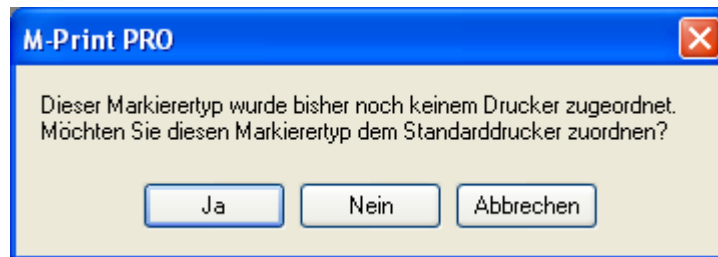 M-Print PRO
Dieser Markierertyp wurde bisher noch keinem Drucker zugeordnet.
Möchten Sie diesen Markierertyp dem Standarddrucker zuordnen?
Ja Nein Abbrechen